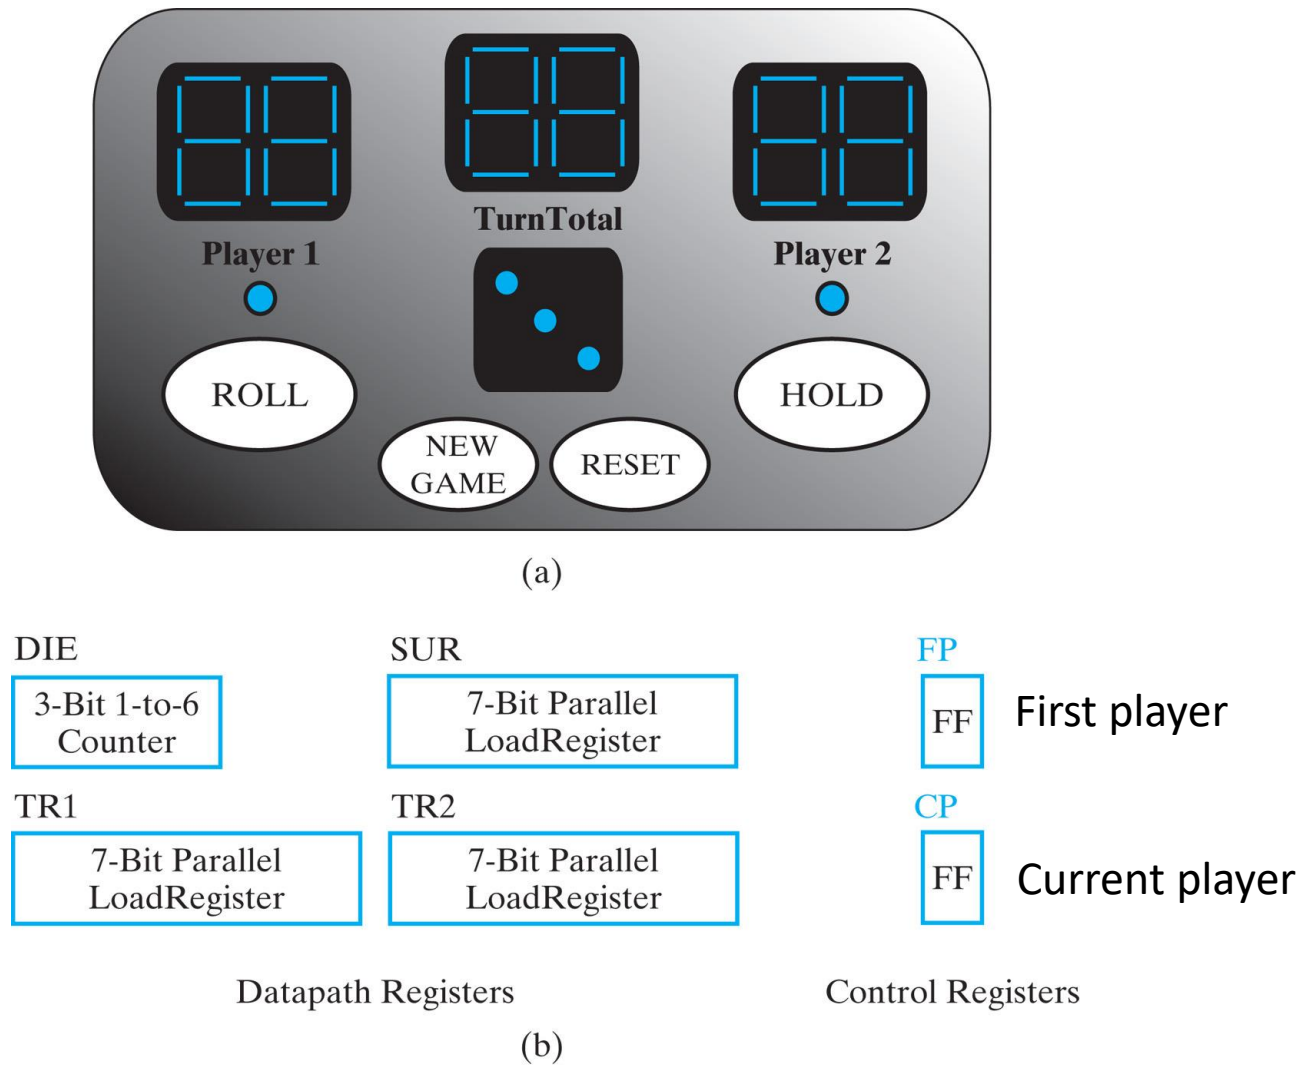 TurnTotal
Player 1
Player 2
ROLL
HOLD
NEW
GAME
RESET
(a)
DIE
SUR
FP
3-Bit 1-to-6
Counter
7-Bit Parallel
LoadRegister
FF
First player
TR1
TR2
CP
7-Bit Parallel
LoadRegister
7-Bit Parallel
LoadRegister
FF
Current player
Datapath Registers
Control Registers
(b)